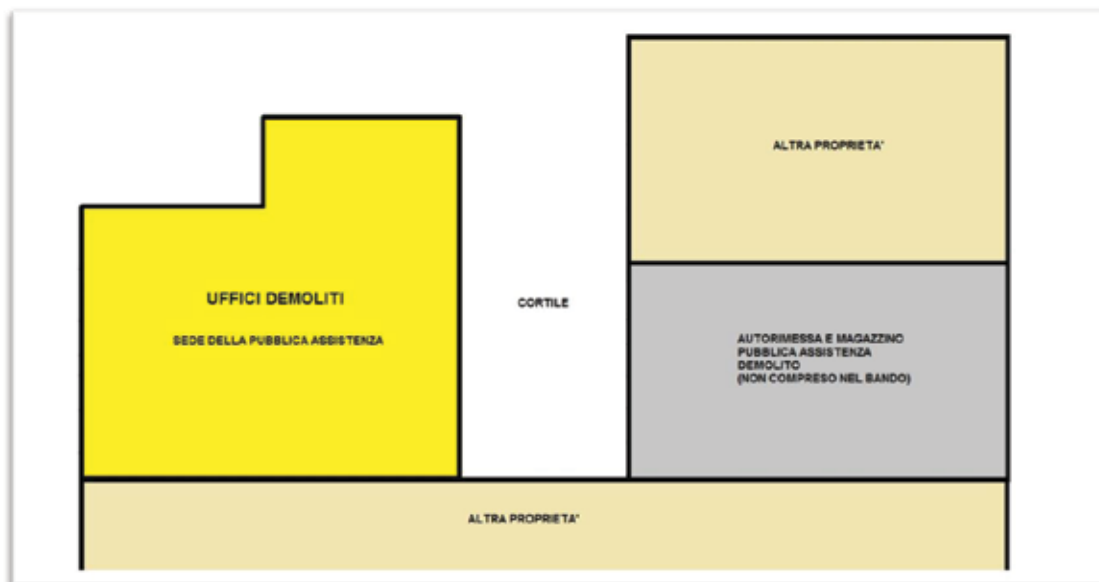 ALTRA PROPRIETA'
UFFICI DEMOLITI
SEDE DELLA PUBBLICA ASSISTENZA
CORTILE
AUTORIMESSA E MAGAZZINO
PUBBLICA ASSISTENZA
DEMOLITO
(NON COMPRESO NEL BANDO)
ALTRA PROPRIETA'